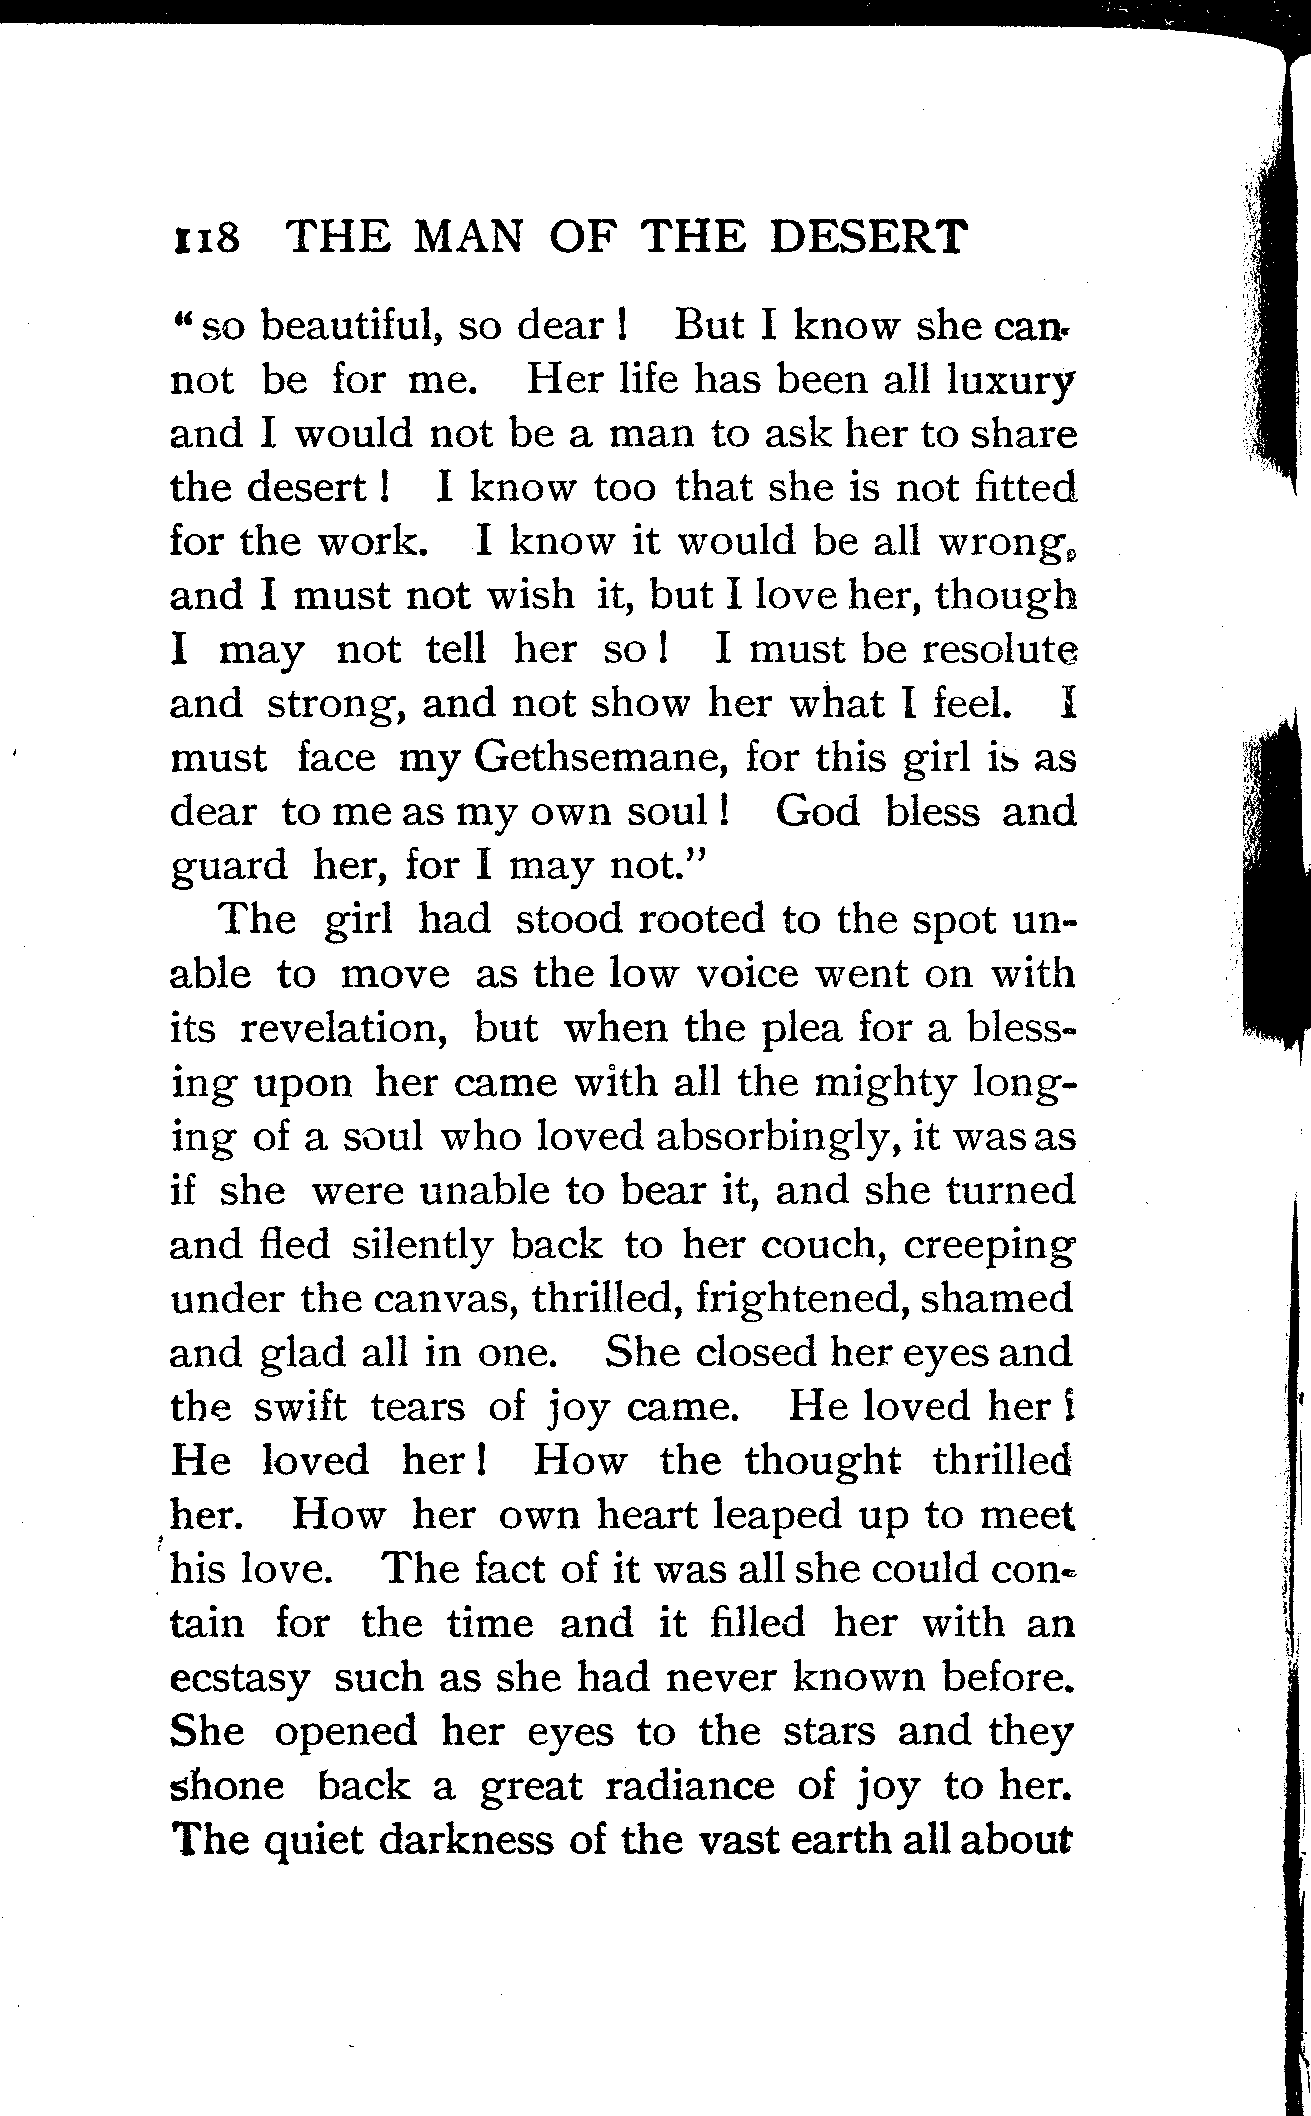 118 THE MAN OF THE DESERT
“so beautiful, so dear! But I know she can-
not be for me. Her life has been all luxury
and I would not be a man to ask her to share
the desert! I know too that she is not fitted
for the work. I know it would be all wrong,
and I must not wish it, but I love her, though
I may not tell her so! I must be resolute
and strong, and not show her what I feel. I
must face my Gethsemane, for this girl is as
dear to me as my own soul! God bless and
guard her, for I may not.”
The girl had stood rooted to the spot un-
able to move as the low voice went on with
its revelation, but when the plea for a bless-
ing upon her came with all the mighty long-
ing of a soul who loved absorbingly, it was as
if she were unable to bear it, and she turned
and fled silently back to her couch, creeping
under the canvas, thrilled, frightened, shamed
and glad all in one. She closed her eyes and
the swift tears of joy came. He loved her!
He loved her! How the thought thrilled
her. How her own heart leaped up to meet
his love. The fact of it was all she could con-
tain for the time and it filled her with an
ecstasy such as she had never known before.
She opened her eyes to the stars and they
shone back a great radiance of joy to her.
The quiet darkness of the vast earth all about